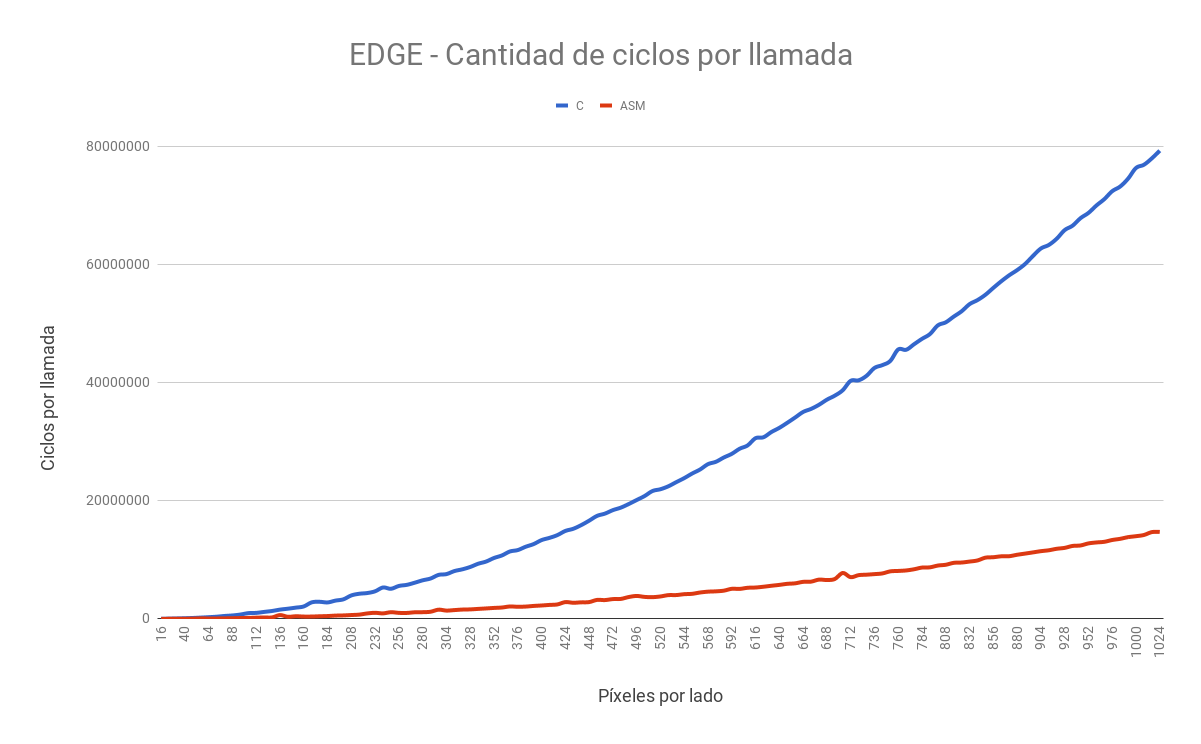 EDGE - Cantidad de ciclos por llamada
C ASM
80000000
60000000
40000000
20000000
0
Ciclos por llamada
16 40 64 88 112 136 160 184 208 232 256 280 304 328 352 376 400 424 448 472 496 520 544 568 592 616 640 664 688 712 736 760 784 808 832 856 880 904 928 952 976 1000 1024
Píxeles por lado